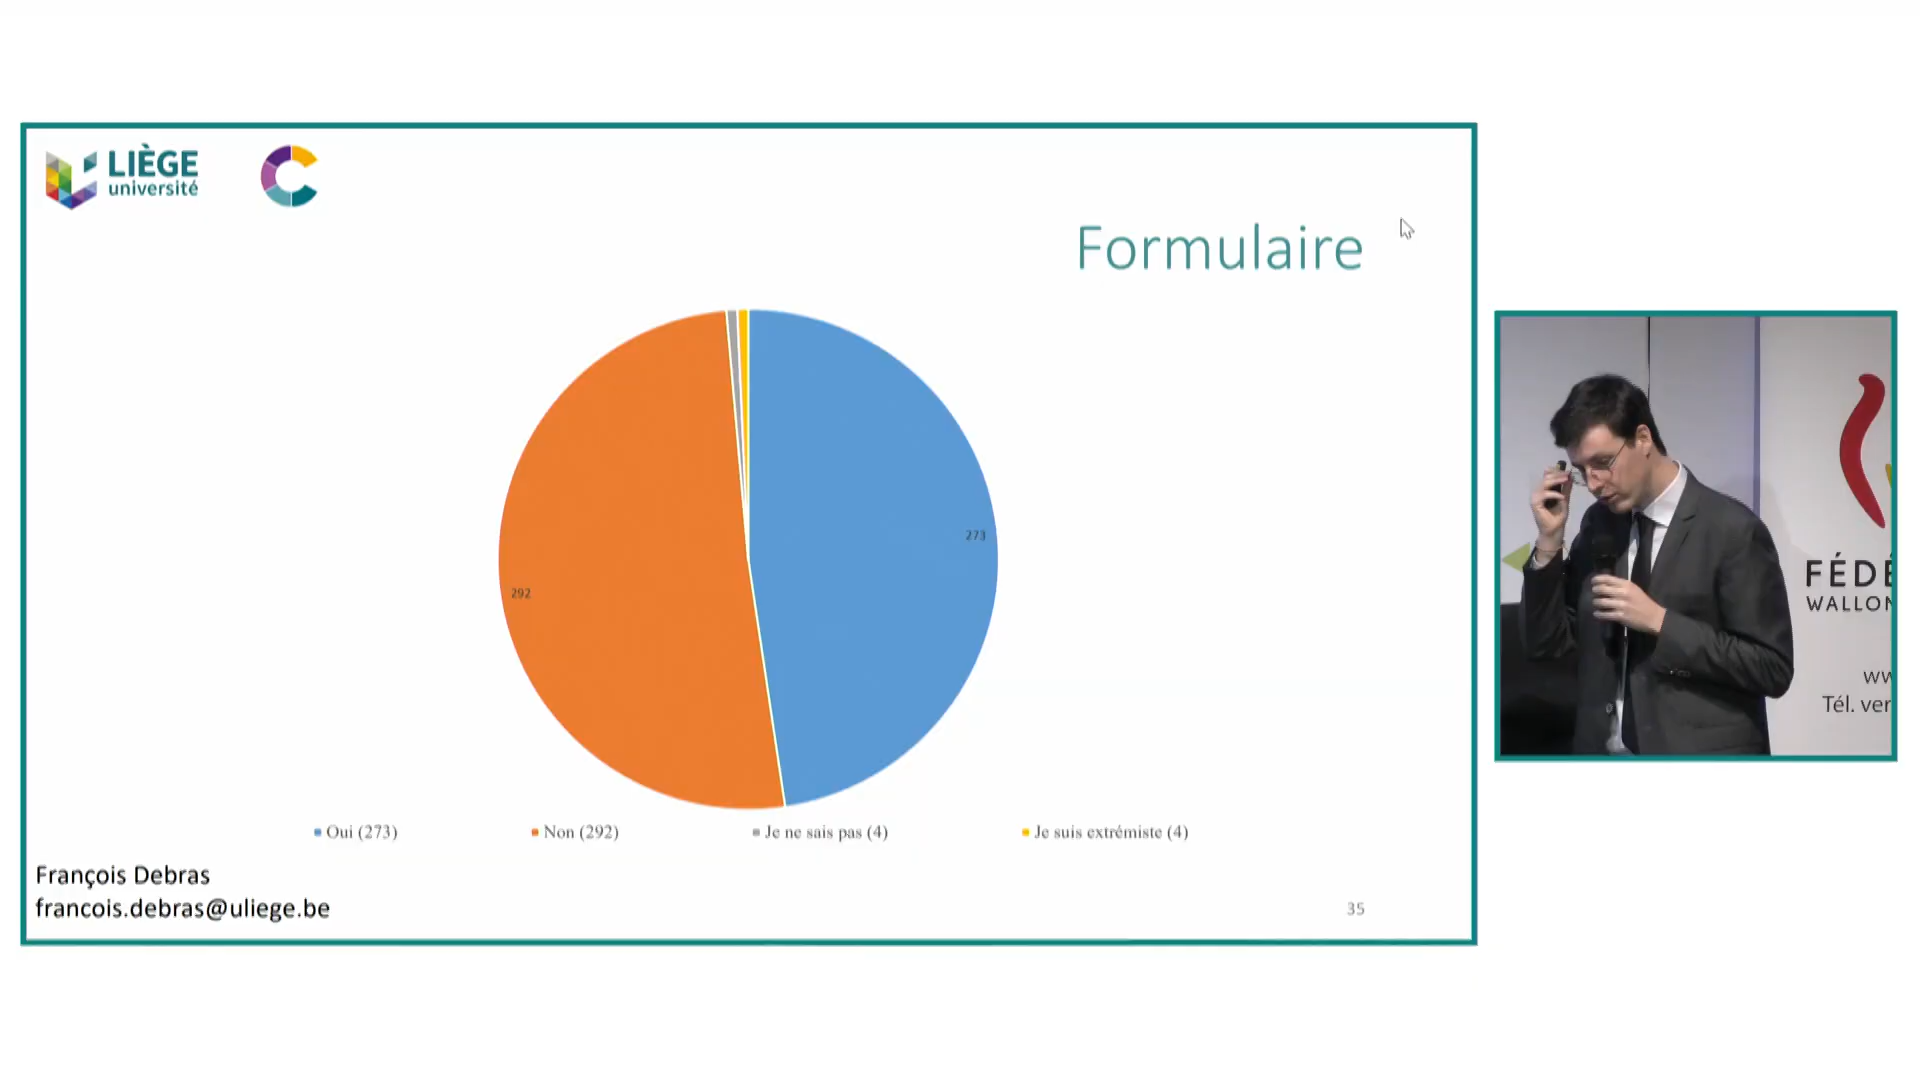 LIÈGE
université
Formulaire
273
292
Oui (273)
Non (292)
Je ne sais pas (4)
Je suis extrémiste (4)
François Debras
francois.debras@uliege.be
35
FÉDÉ
WALLON
ww
Tél. ver